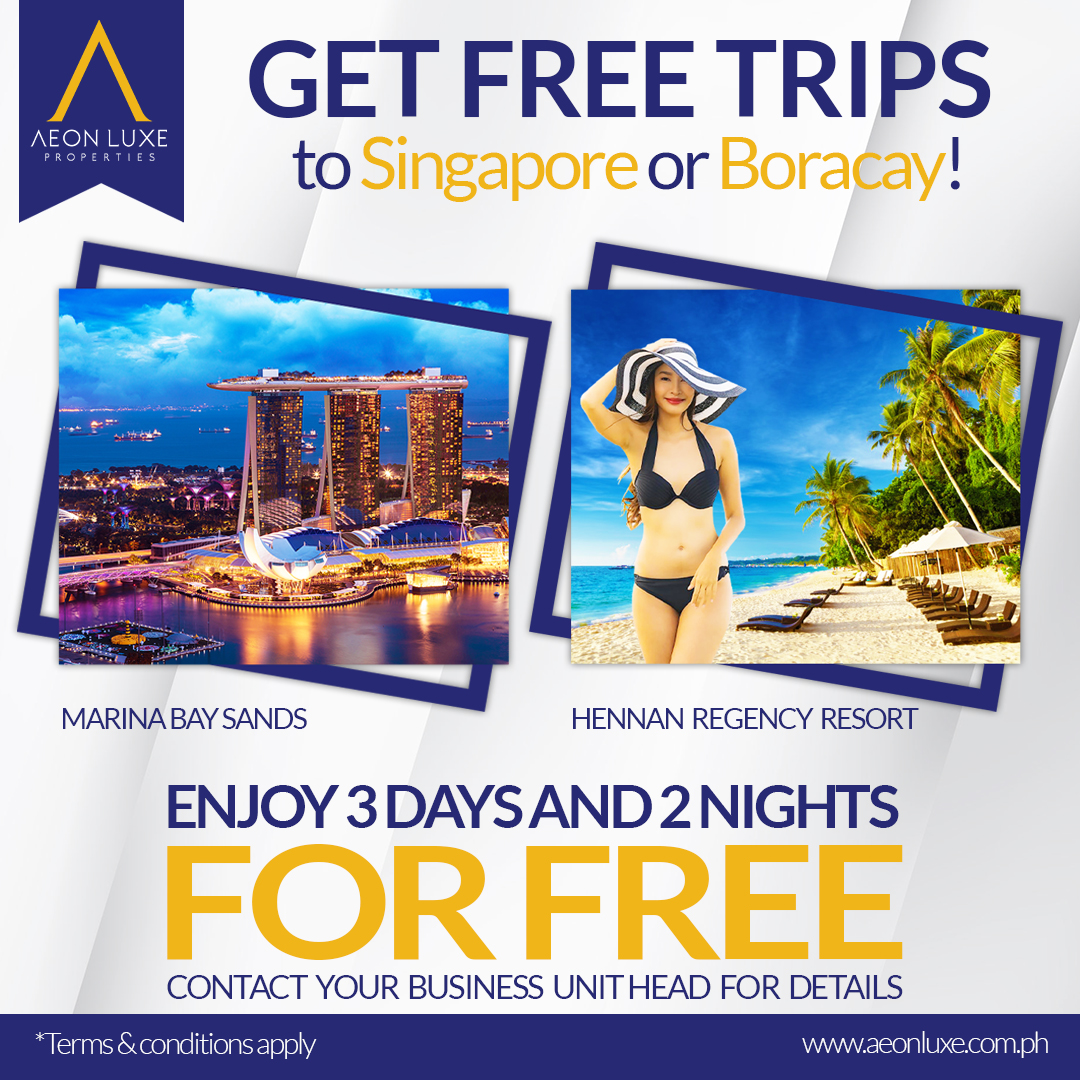 AEON LUXE
PROPERTIES
GET FREE TRIPS
to Singapore or Boracay!
MARINA BAY SANDS
HENNAN REGENCY RESORT
ENJOY 3 DAYS AND 2 NIGHTS
FOR FREE
CONTACT YOUR BUSINESS UNIT HEAD FOR DETAILS
*Terms & conditions apply
www.aeonluxe.com.ph